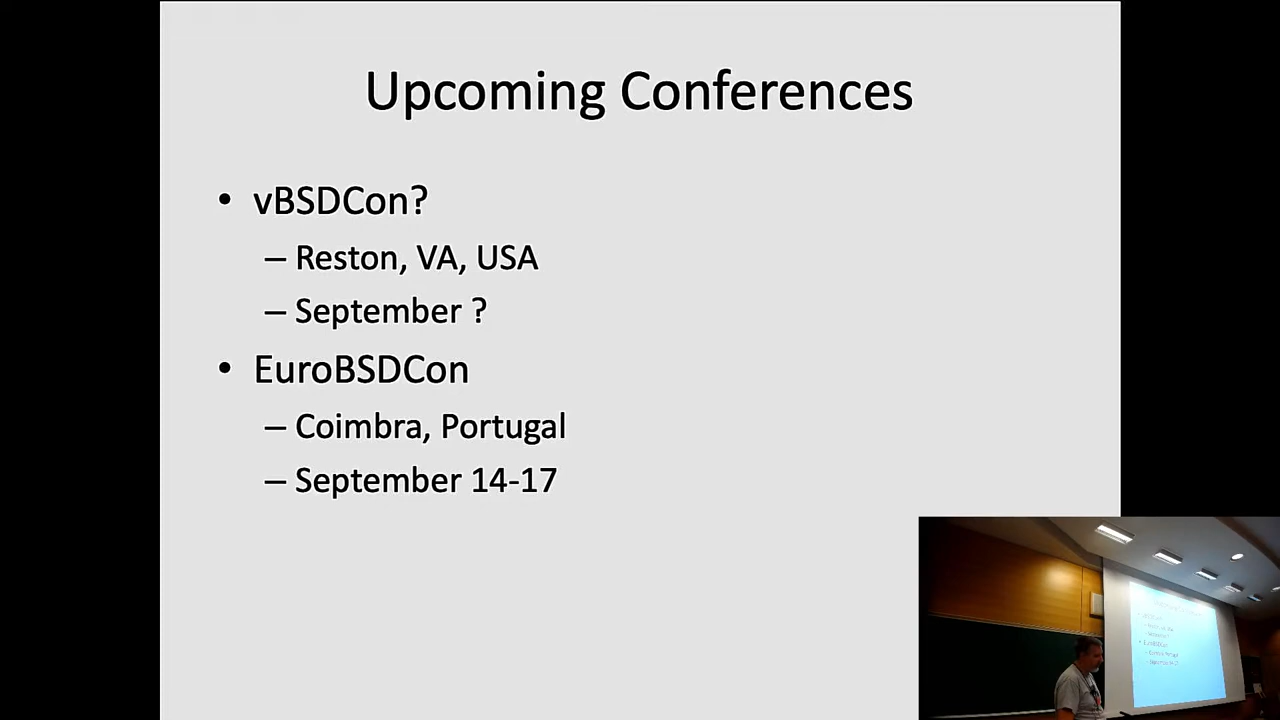 Upcoming Conferences
• vBSDCon?
– Reston, VA, USA
– September ?
• EuroBSDCon
– Coimbra, Portugal
– September 14-17